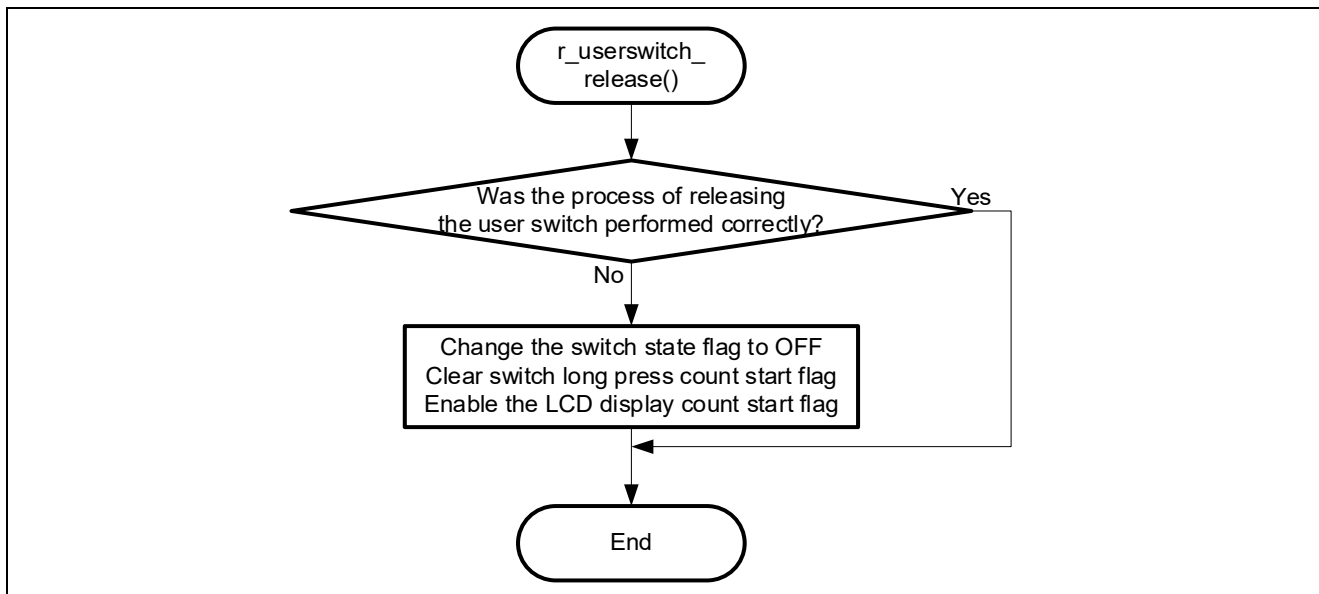 r_userswitch_
release()
Was the process of releasing
the user switch performed correctly?
Yes
No
Change the switch state flag to OFF
Clear switch long press count start flag
Enable the LCD display count start flag
End